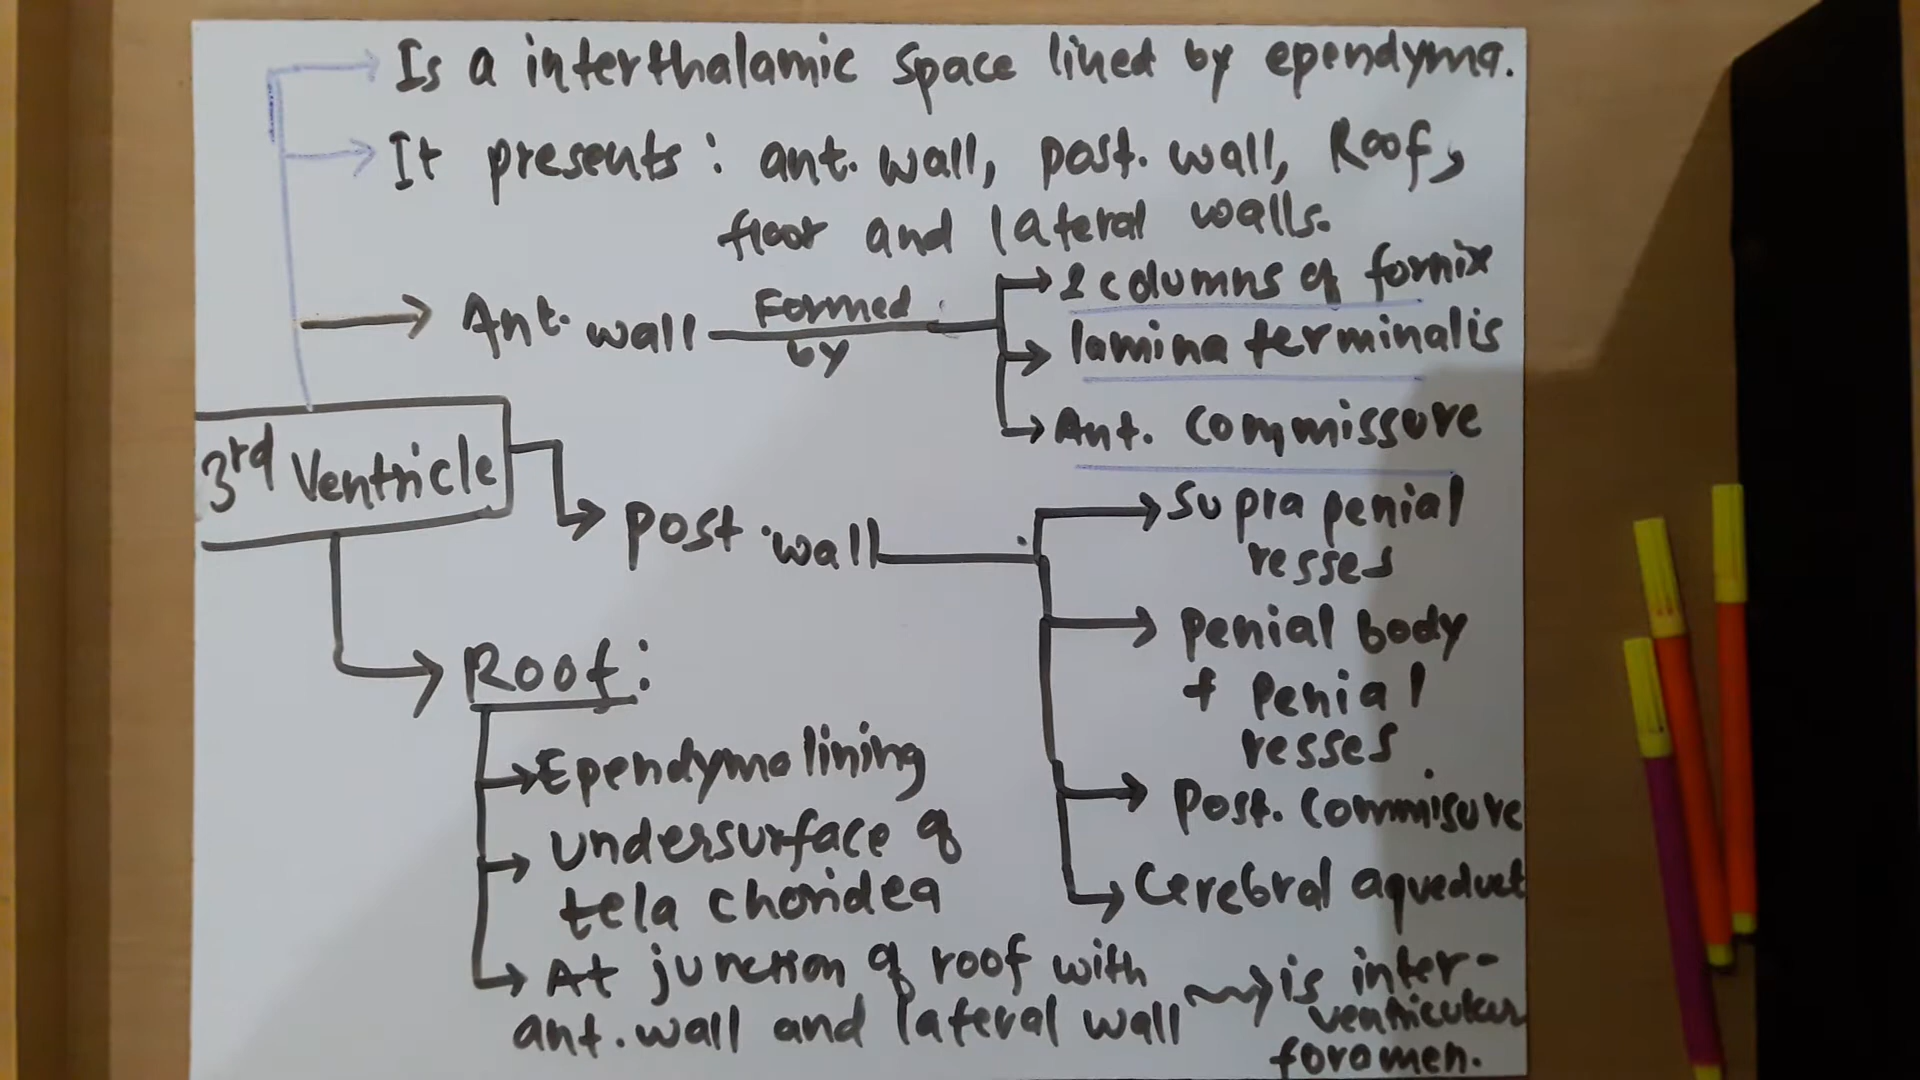 Is a interthalamic space lined by ependyma.
It presents: ant. wall, post. wall, Roof,
floor and lateral walls.
Ant. wall Formed by
2 columns of fornix
lamina terminalis
Ant. commissure
3rd Ventricle
post. wall
Supra penial
resses
penial body
+ penial
resses
post. commisure
Cerebral aqueduct
Roof:
Ependyma lining
undersurface of
tela choridea
At junction of roof with
ant. wall and lateral wall
is inter-
ventricular
foramen.